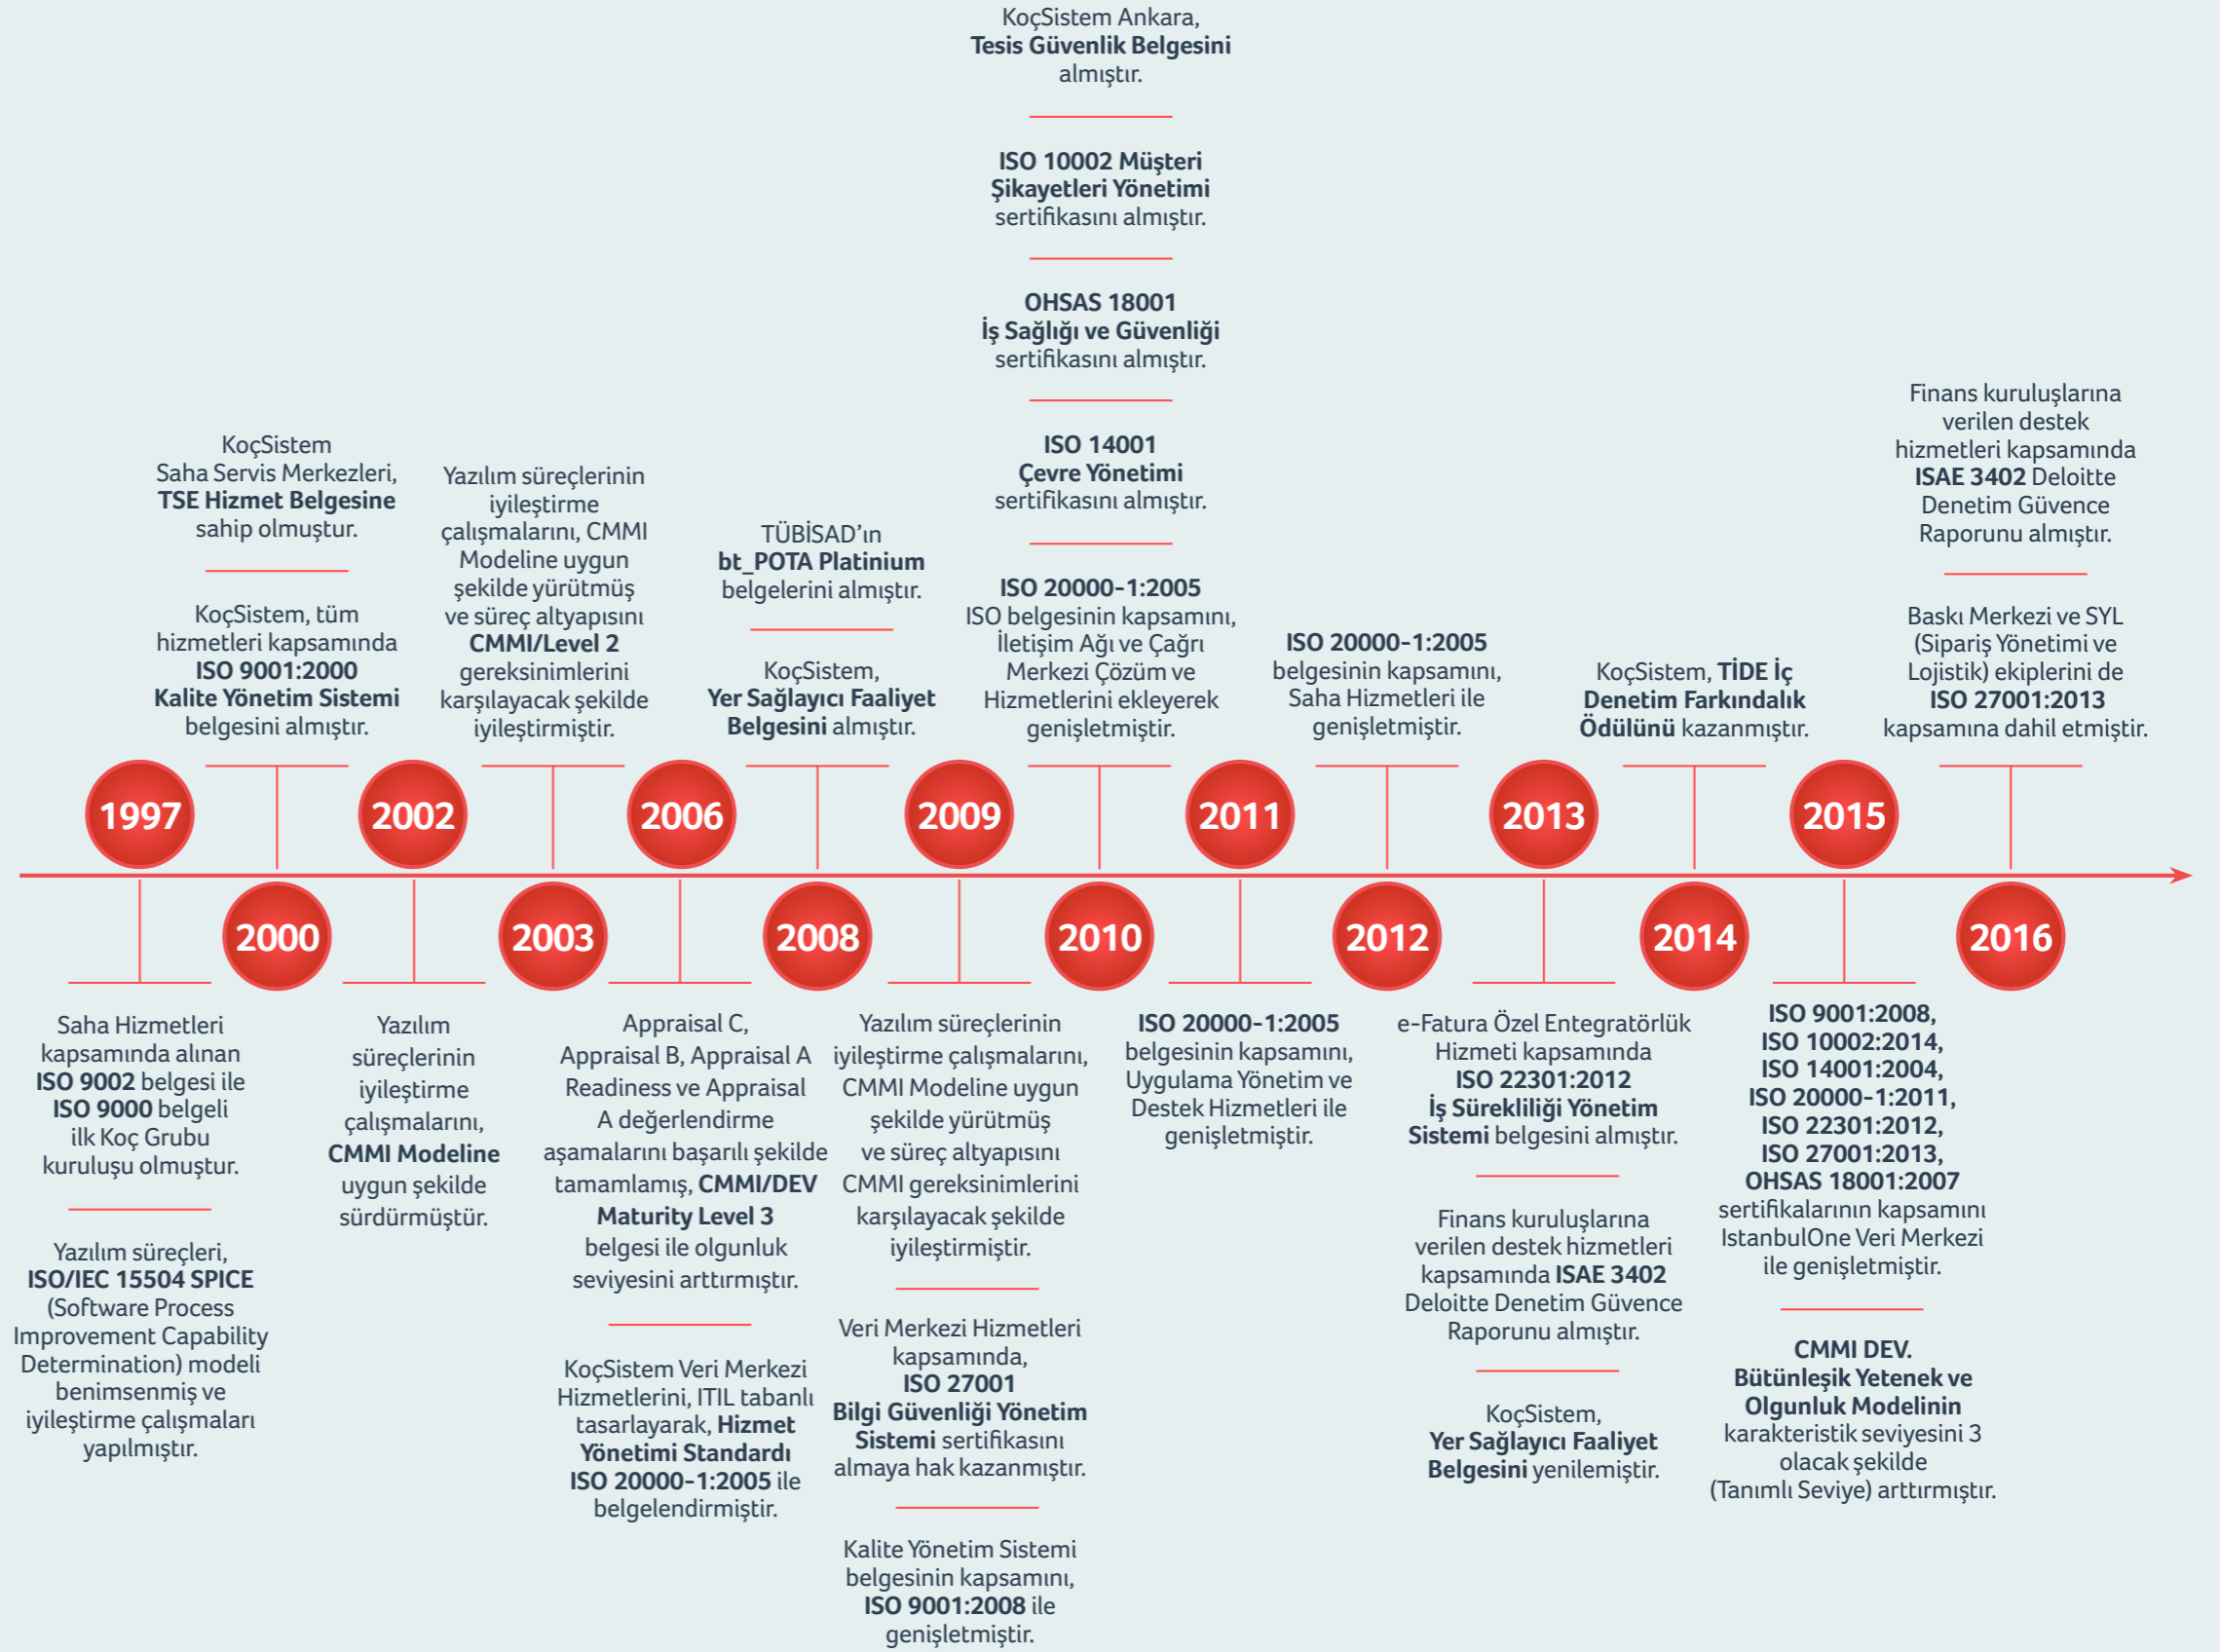 1997
Saha Hizmetleri
kapsamında alınan
ISO 9002 belgesi ile
ISO 9000 belgeli
ilk Koç Grubu
kuruluşu olmuştur.
Yazılım süreçleri,
ISO/IEC 15504 SPICE
(Software Process
Improvement Capability
Determination) modeli
benimsenmiş ve
iyileştirme çalışmaları
yapılmıştır.
KoçSistem
Saha Servis Merkezleri,
TSE Hizmet Belgesine
sahip olmuştur.
KoçSistem, tüm
hizmetleri kapsamında
ISO 9001:2000
Kalite Yönetim Sistemi
belgesini almıştır.
2000
2002
Yazılım
süreçlerinin
iyileştirme
çalışmalarını,
CMMI Modeline
uygun şekilde
sürdürmüştür.
Yazılım süreçlerinin
iyileştirme
çalışmalarını, CMMI
Modeline uygun
şekilde yürütmüş
ve süreç altyapısını
CMMI/Level 2
gereksinimlerini
karşılayacak şekilde
iyileştirmiştir.
2003
2006
Appraisal C,
Appraisal B, Appraisal A
Readiness ve Appraisal
A değerlendirme
aşamalarını başarılı şekilde
tamamlamış, CMMI/DEV
Maturity Level 3
belgesi ile olgunluk
seviyesini arttırmıştır.
KoçSistem Veri Merkezi
Hizmetlerini, ITIL tabanlı
tasarlayarak, Hizmet
Yönetimi Standardı
ISO 20000-1:2005 ile
belgelendirmiştir.
TÜBİSAD’ın
bt_POTA Platinium
belgelerini almıştır.
KoçSistem,
Yer Sağlayıcı Faaliyet
Belgesini almıştır.
2008
2009
Yazılım süreçlerinin
iyileştirme çalışmalarını,
CMMI Modeline uygun
şekilde yürütmüş
ve süreç altyapısını
CMMI gereksinimlerini
karşılayacak şekilde
iyileştirmiştir.
Veri Merkezi Hizmetleri
kapsamında,
ISO 27001
Bilgi Güvenliği Yönetim
Sistemi sertifikasını
almaya hak kazanmıştır.
Kalite Yönetim Sistemi
belgesinin kapsamını,
ISO 9001:2008 ile
genişletmiştir.
KoçSistem Ankara,
Tesis Güvenlik Belgesini
almıştır.
ISO 10002 Müşteri
Şikayetleri Yönetimi
sertifikasını almıştır.
OHSAS 18001
İş Sağlığı ve Güvenliği
sertifikasını almıştır.
ISO 14001
Çevre Yönetimi
sertifikasını almıştır.
ISO 20000-1:2005
ISO belgesinin kapsamını,
İletişim Ağı ve Çağrı
Merkezi Çözüm ve
Hizmetlerini ekleyerek
genişletmiştir.
2010
2011
ISO 20000-1:2005
belgesinin kapsamını,
Uygulama Yönetim ve
Destek Hizmetleri ile
genişletmiştir.
ISO 20000-1:2005
belgesinin kapsamını,
Saha Hizmetleri ile
genişletmiştir.
2012
2013
e-Fatura Özel Entegratörlük
Hizmeti kapsamında
ISO 22301:2012
İş Sürekliliği Yönetim
Sistemi belgesini almıştır.
Finans kuruluşlarına
verilen destek hizmetleri
kapsamında ISAE 3402
Deloitte Denetim Güvence
Raporunu almıştır.
KoçSistem,
Yer Sağlayıcı Faaliyet
Belgesini yenilemiştir.
KoçSistem, TİDE İç
Denetim Farkındalık
Ödülünü kazanmıştır.
2014
2015
ISO 9001:2008,
ISO 10002:2014,
ISO 14001:2004,
ISO 20000-1:2011,
ISO 22301:2012,
ISO 27001:2013,
OHSAS 18001:2007
sertifikalarının kapsamını
IstanbulOne Veri Merkezi
ile genişletmiştir.
CMMI DEV.
Bütünleşik Yetenek ve
Olgunluk Modelinin
karakteristik seviyesini 3
olacak şekilde
(Tanımlı Seviye) arttırmıştır.
Finans kuruluşlarına
verilen destek
hizmetleri kapsamında
ISAE 3402 Deloitte
Denetim Güvence
Raporunu almıştır.
Baskı Merkezi ve SYL
(Sipariş Yönetimi ve
Lojistik) ekiplerini de
ISO 27001:2013
kapsamına dahil etmiştir.
2016